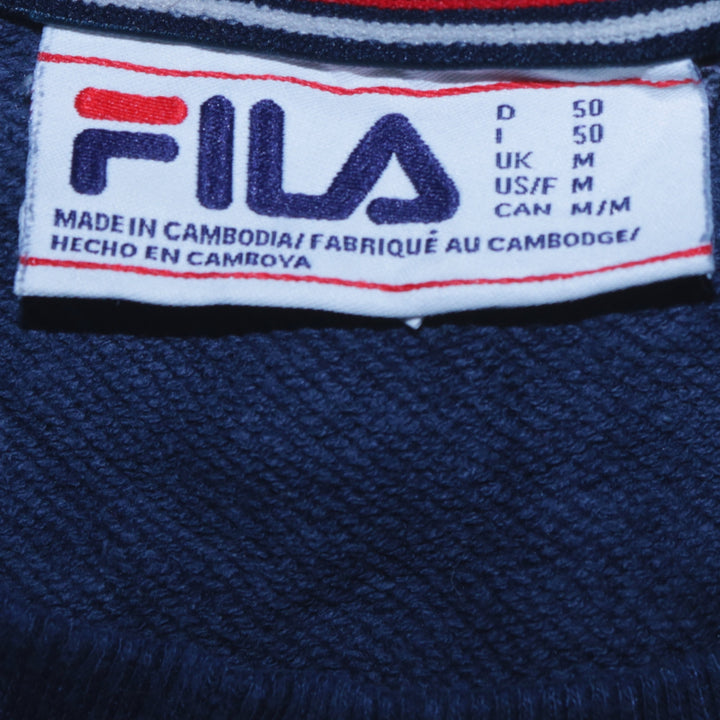 FILA
D 50
I 50
UK M
US/F M
CAN M/M
MADE IN CAMBODIA/ FABRIQUÉ AU CAMBODGE/
HECHO EN CAMBOYA